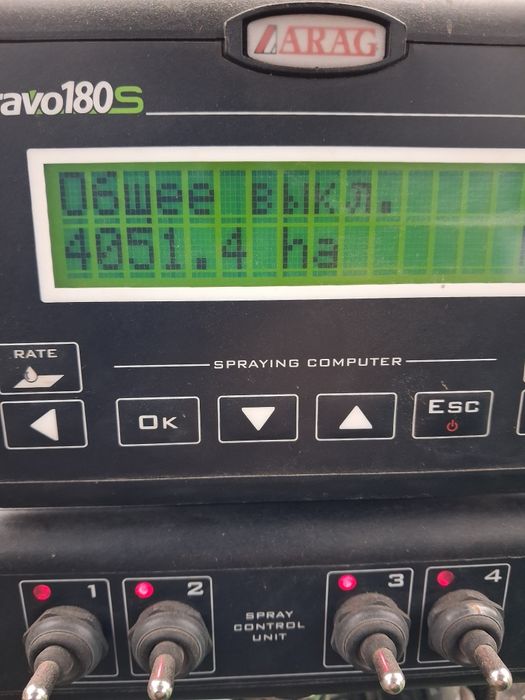 ARAG
ravo180S
Общее выкл.
4051.4 ha
RATE
SPRAYING COMPUTER
OK
ESC
1
2
3
4
SPRAY
CONTROL
UNIT